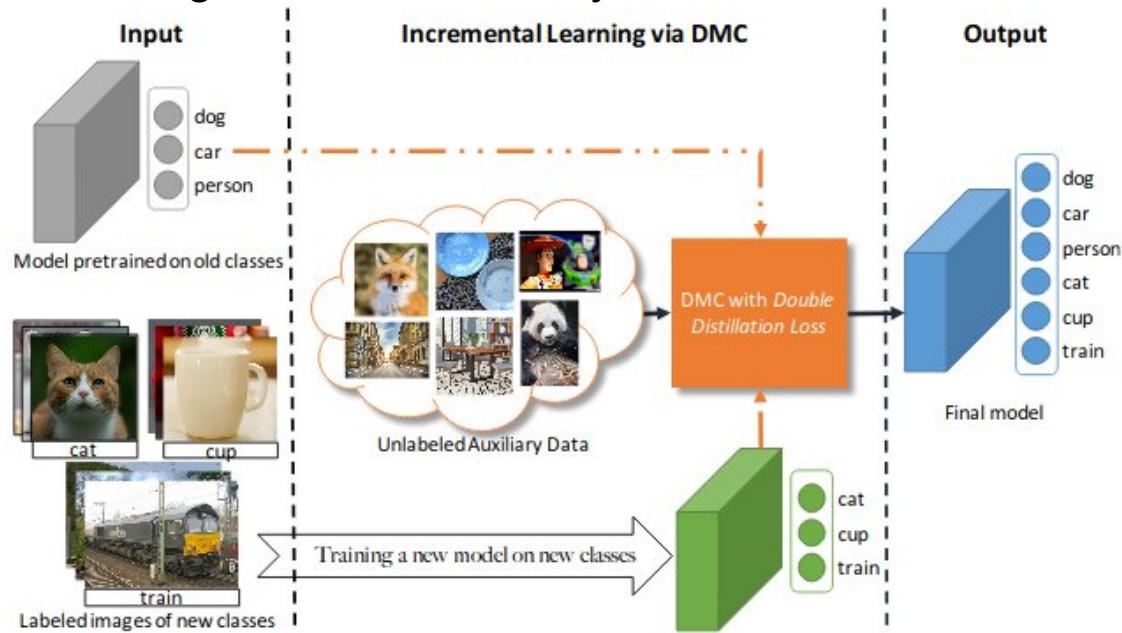 Input
Incremental Learning via DMC
Output
dog
car
person
Model pretrained on old classes
cat
cup
train
Labeled images of new classes
Unlabeled Auxiliary Data
DMC with Double
Distillation Loss
Training a new model on new classes
cat
cup
train
dog
car
person
cat
cup
train
Final model